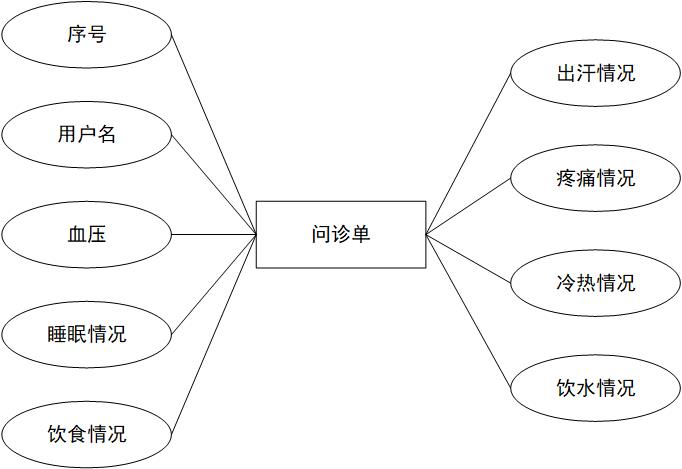 序号
用户名
血压
睡眠情况
饮食情况
问诊单
出汗情况
疼痛情况
冷热情况
饮水情况